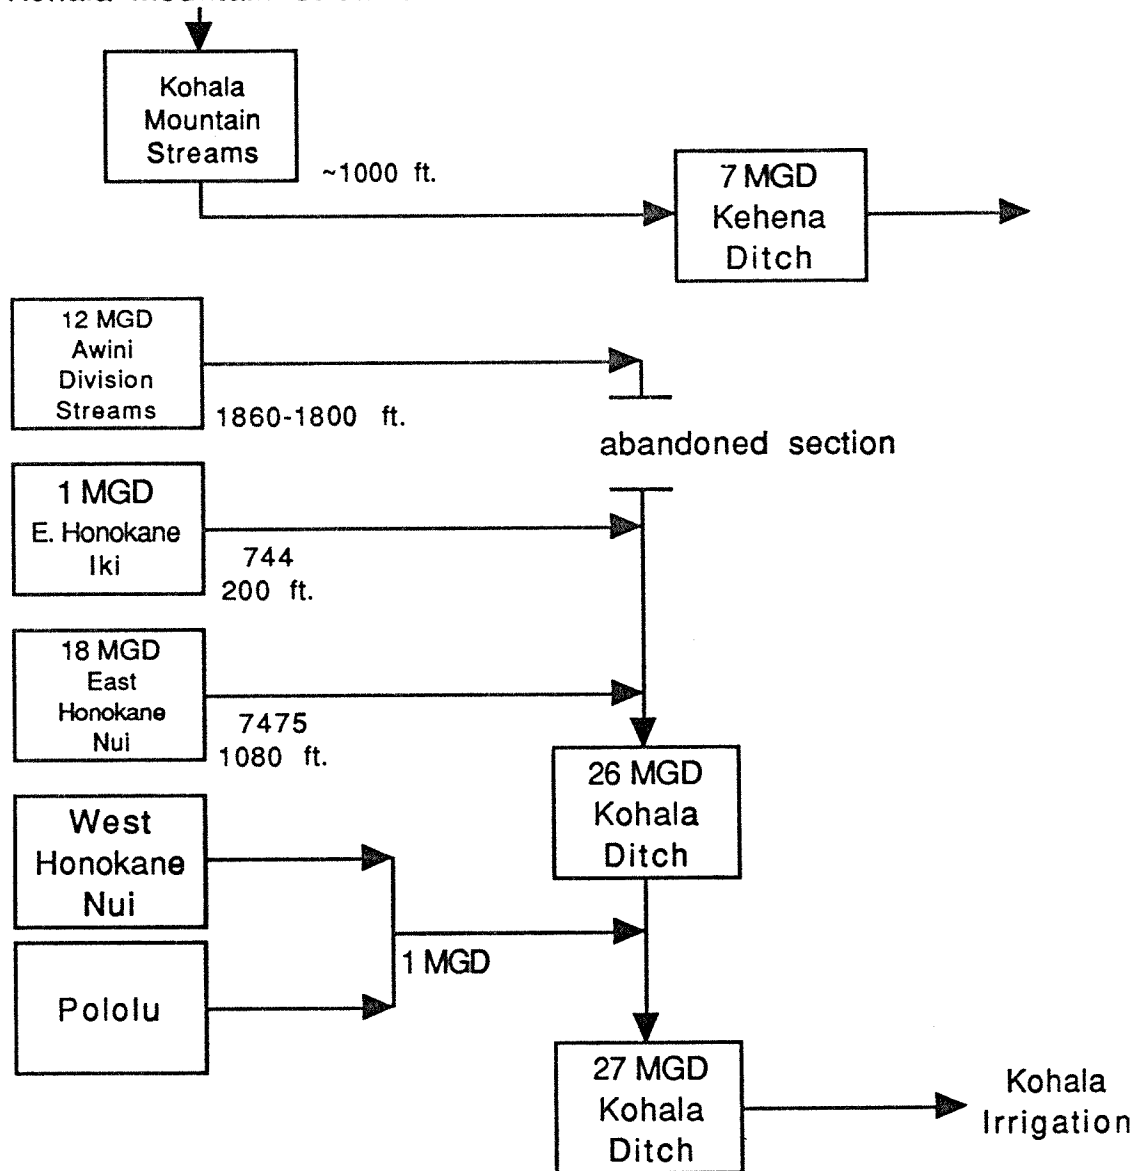 Kohala
Mountain
Streams
~1000 ft.
7 MGD
Kehena
Ditch
12 MGD
Awini
Division
Streams
1860-1800 ft.
abandoned section
1 MGD
E. Honokane
Iki
744
200 ft.
18 MGD
East
Honokane
Nui
7475
1080 ft.
26 MGD
Kohala
Ditch
West
Honokane
Nui
1 MGD
Pololu
27 MGD
Kohala
Ditch
Kohala
Irrigation